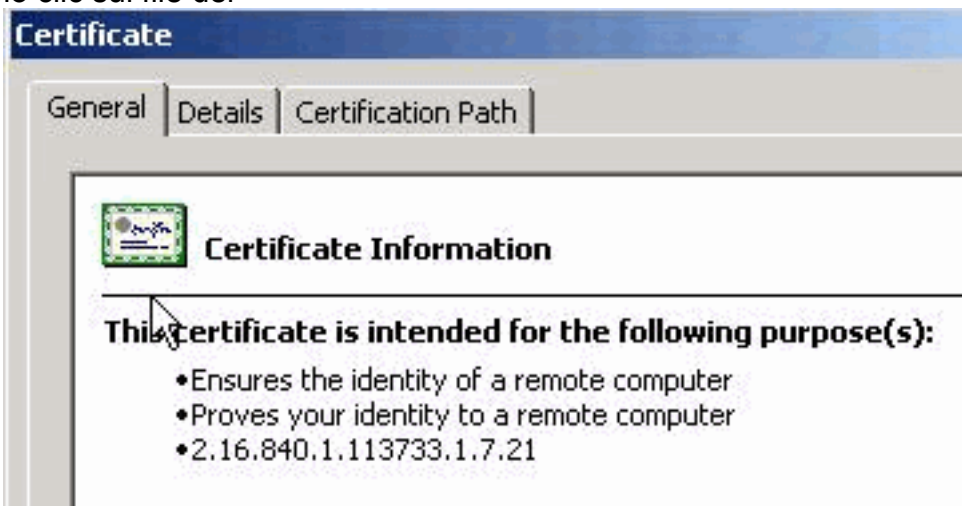 Certificate
General Details Certification Path
Certificate Information
This certificate is intended for the following purpose(s):
•Ensures the identity of a remote computer
•Proves your identity to a remote computer
•2.16.840.1.113733.1.7.21